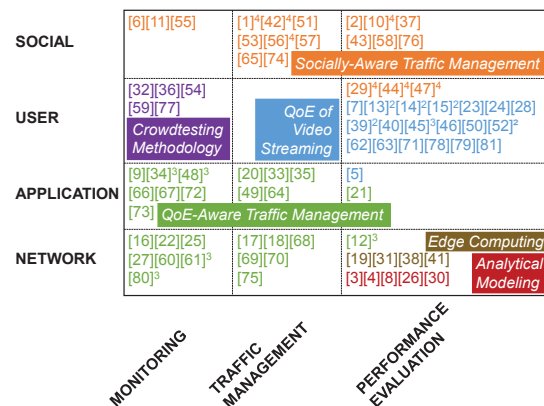 SOCIAL
[6][11][55]
[1]⁴[42]⁴[51]
[53][56]⁴[57]
[65][74]
[2][10]⁴[37]
[43][58][76]
Socially-Aware Traffic Management
USER
[32][36][54]
[59][77]
Crowdtesting
Methodology
QoE of
Video
Streaming
[29]⁴[44]⁴[47]⁴
[7][13]²[14]²[15]²[23][24][28]
[39]²[40][45]³[46][50][52]²
[62][63][71][78][79][81]
APPLICATION
[9][34]³[48]³
[66][67][72]
[73]
[20][33][35]
[49][64]
QoE-Aware Traffic Management
[5]
[21]
NETWORK
[16][22][25]
[27][60][61]³
[80]³
[17][18][68]
[69][70]
[75]
[12]³
Edge Computing
[19][31][38][41]
[3][4][8][26][30]
Analytical
Modeling
MONITORING
TRAFFIC
MANAGEMENT
PERFORMANCE
EVALUATION